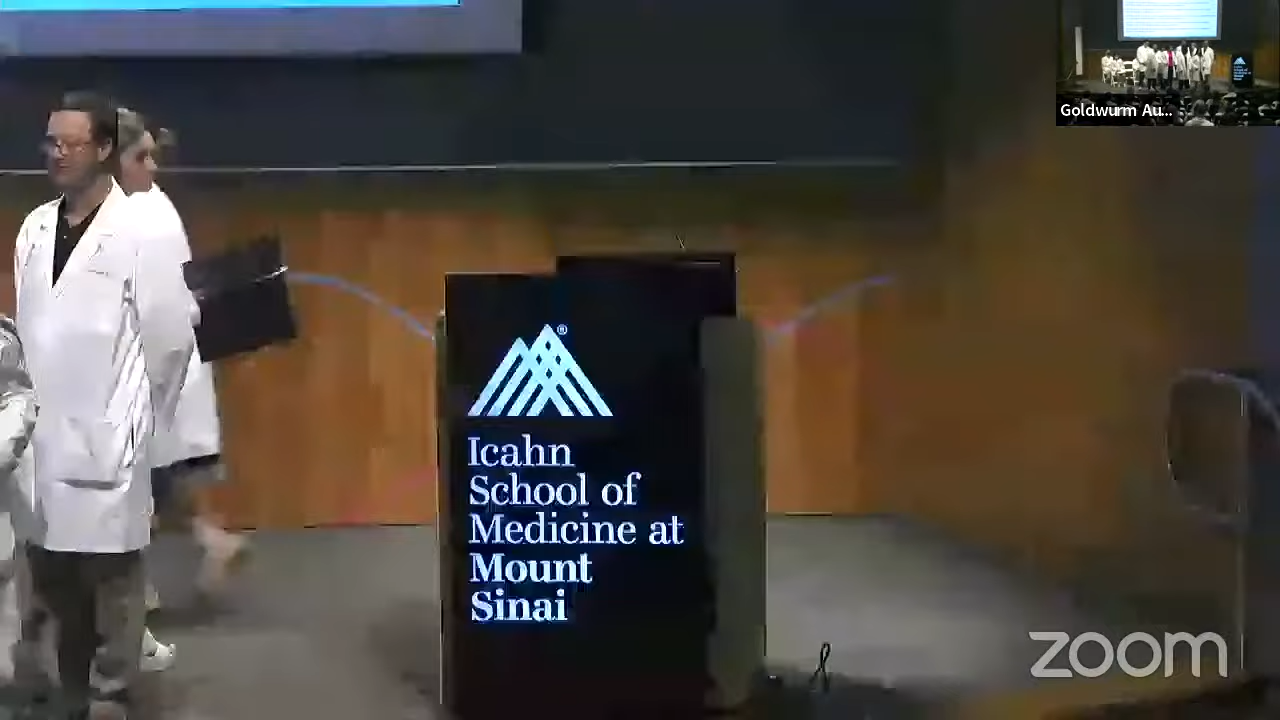 Goldwurm Au...
®
Icahn
School of
Medicine at
Mount
Sinai
zoom